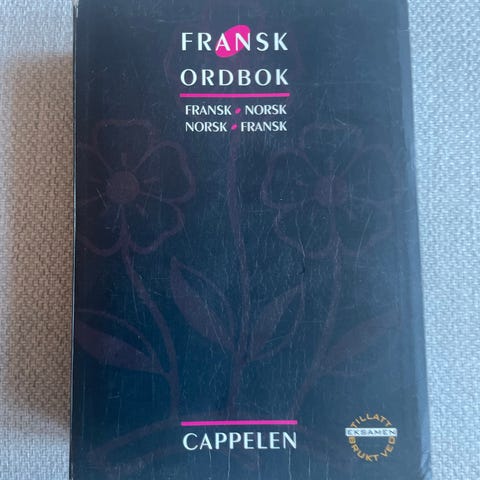 FRANSK
ORDBOK
FRANSK NORSK
NORSK FRANSK
CAPPELEN
TILLATT
EKSAMEN
BRUKT VED